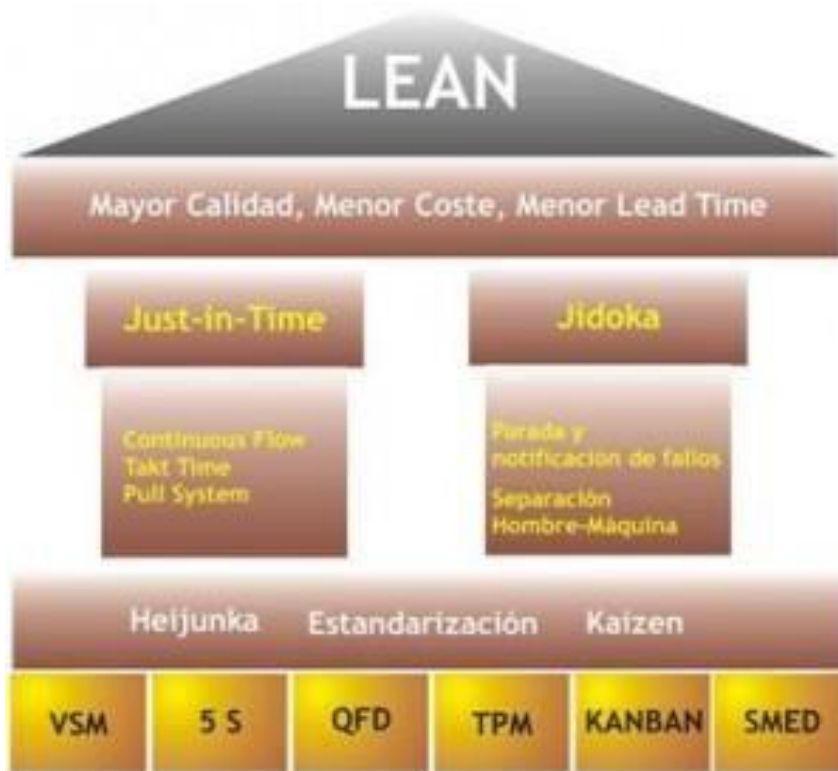 LEAN
Mayor Calidad, Menor Coste, Menor Lead Time
Just-in-Time
Jidoka
Continuous Flow
Takt Time
Pull System
Parada y
notificación de fallos
Separación
Hombre-Máquina
Heijunka Estandarización Kaizen
VSM 5 S QFD TPM KANBAN SMED